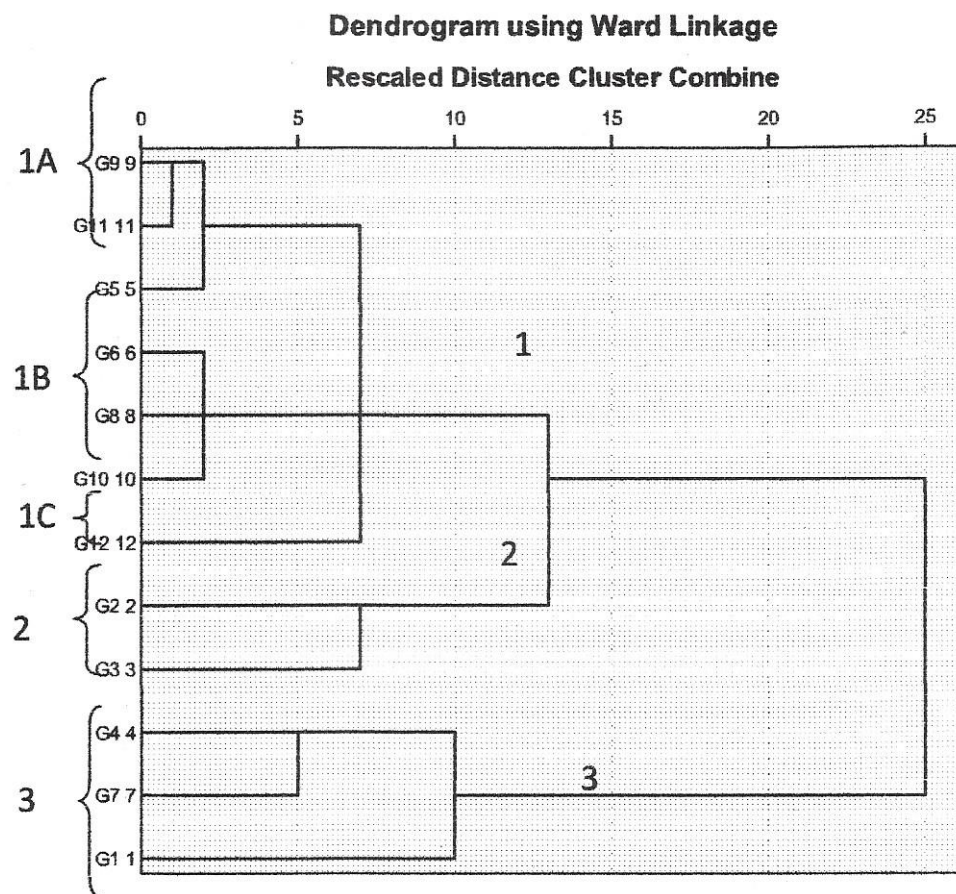 Dendrogram using Ward Linkage
Rescaled Distance Cluster Combine
0 5 10 15 20 25
1A
G9 9
G11 11
G5 5
1B
G6 6
1
G8 8
G10 10
1C
G12 12
2
G2 2
2
G3 3
G4 4
3
G7 7
3
G1 1